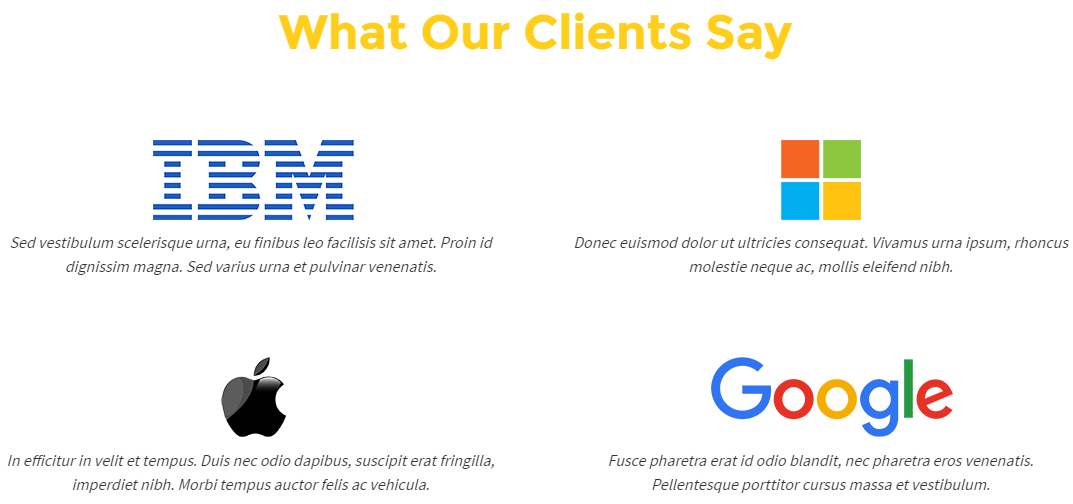 What Our Clients Say
IBM
Sed vestibulum scelerisque urna, eu finibus leo facilisis sit amet. Proin id
dignissim magna. Sed varius urna et pulvinar venenatis.
Donec euismod dolor ut ultricies consequat. Vivamus urna ipsum, rhoncus
molestie neque ac, mollis eleifend nibh.
In efficitur in velit et tempus. Duis nec odio dapibus, suscipit erat fringilla,
imperdiet nibh. Morbi tempus auctor felis ac vehicula.
Google
Fusce pharetra erat id odio blandit, nec pharetra eros venenatis.
Pellentesque porttitor cursus massa et vestibulum.